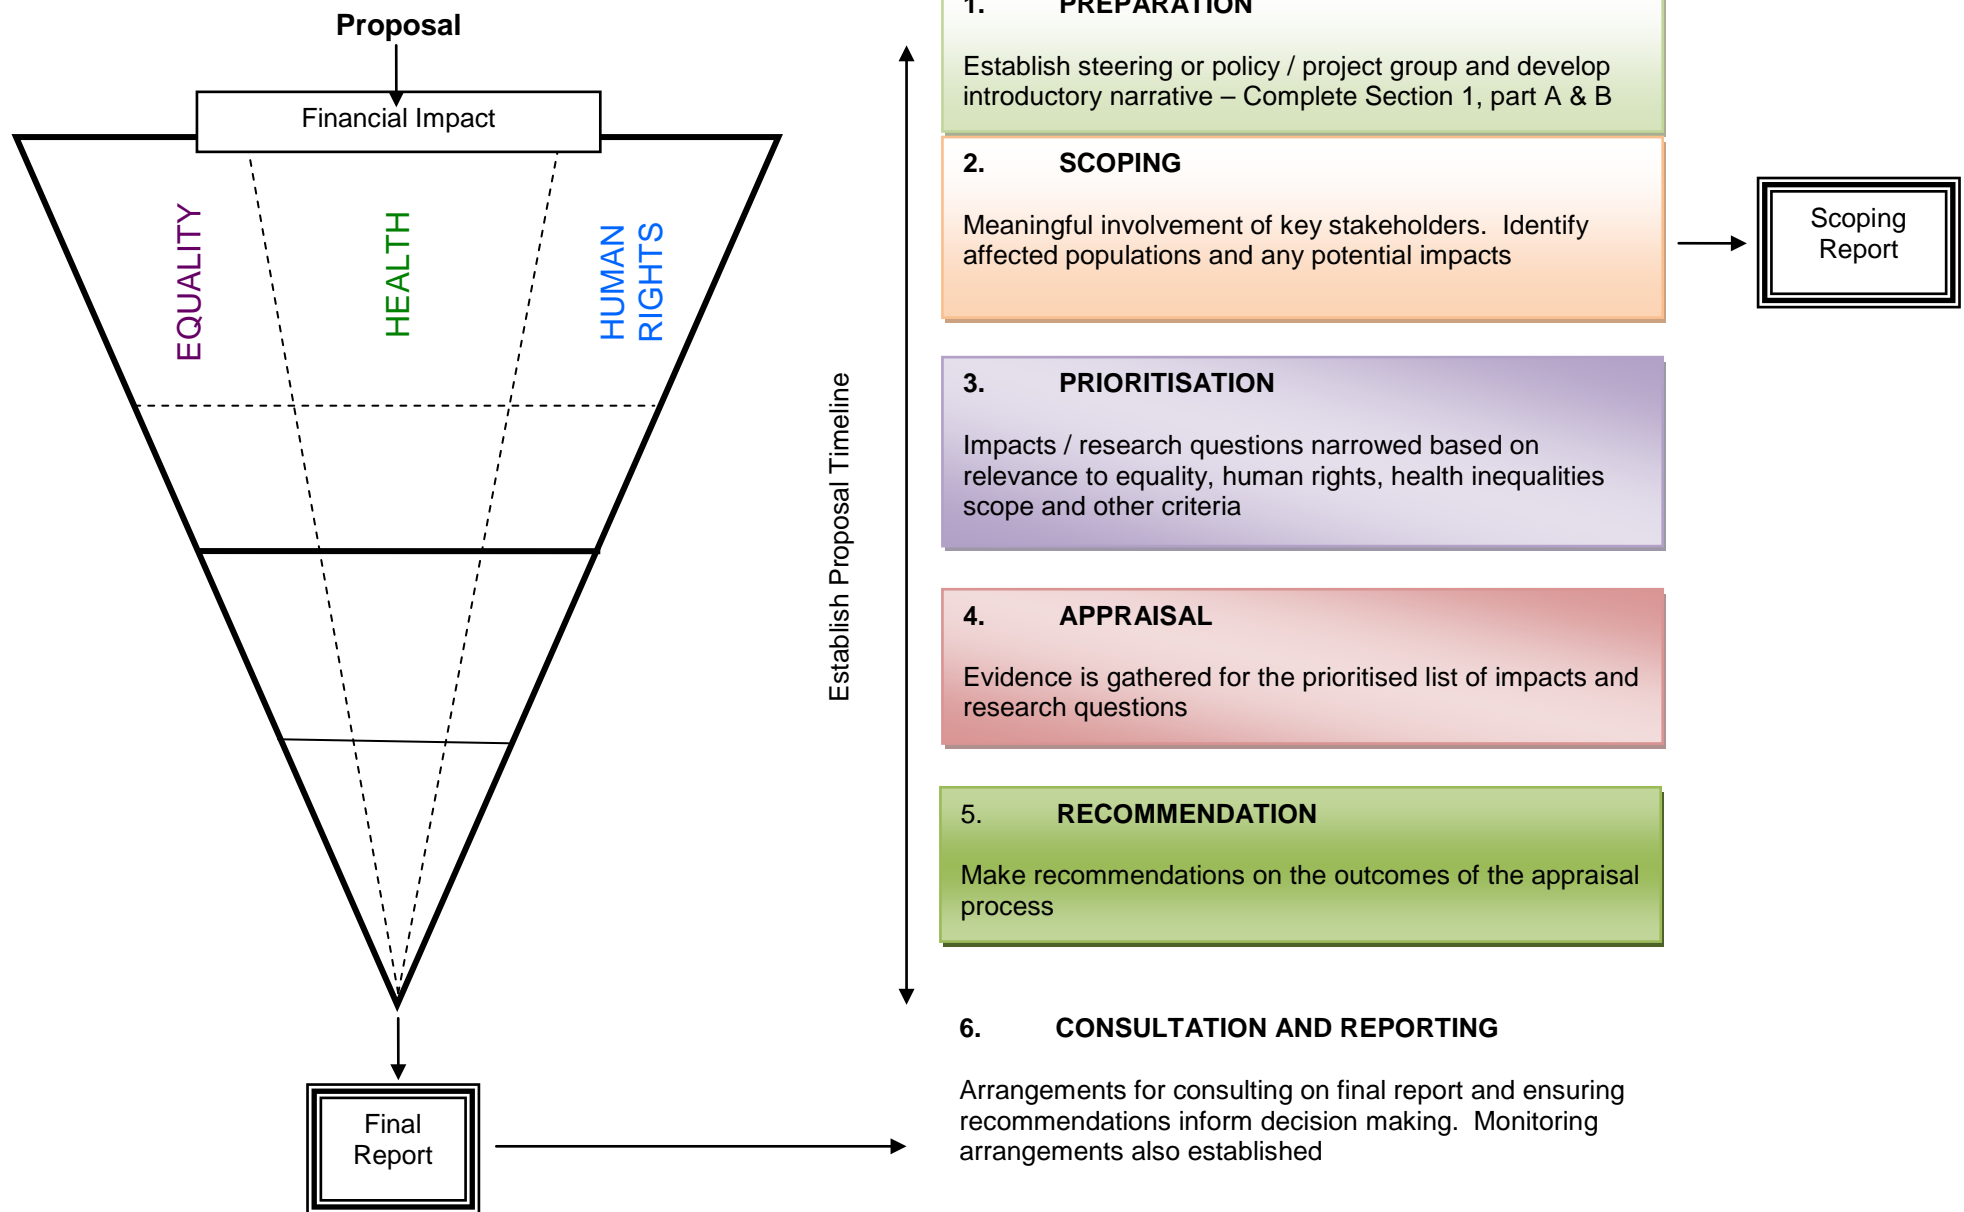 Proposal
Financial Impact
EQUALITY
HEALTH
HUMAN
RIGHTS
Establish Proposal Timeline
1. PREPARATION
Establish steering or policy / project group and develop
introductory narrative – Complete Section 1, part A & B
2. SCOPING
Meaningful involvement of key stakeholders. Identify
affected populations and any potential impacts
Scoping
Report
3. PRIORITISATION
Impacts / research questions narrowed based on
relevance to equality, human rights, health inequalities
scope and other criteria
4. APPRAISAL
Evidence is gathered for the prioritised list of impacts and
research questions
5. RECOMMENDATION
Make recommendations on the outcomes of the appraisal
process
6. CONSULTATION AND REPORTING
Arrangements for consulting on final report and ensuring
recommendations inform decision making. Monitoring
arrangements also established
Final
Report